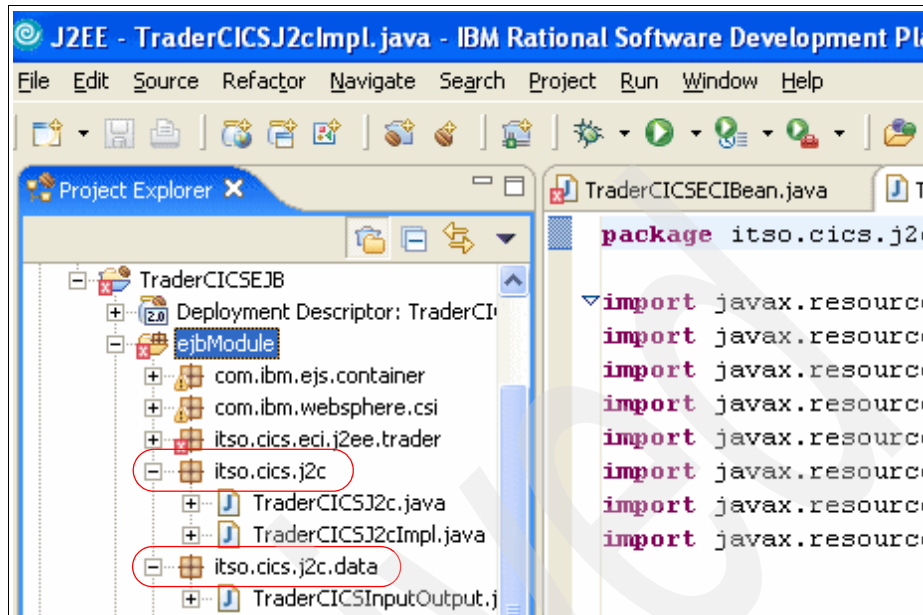 J2EE - TraderCICSJ2cImpl.java - IBM Rational Software Development Pl
File Edit Source Refactor Navigate Search Project Run Window Help
Project Explorer
TraderCICSECIBean.java
package itso.cics.j2c
TraderCICSEJB
Deployment Descriptor: TraderCI
import javax.resource
ejbModule
import javax.resource
com.ibm.ejs.container
import javax.resource
com.ibm.websphere.csi
import javax.resource
itso.cics.eci.j2ee.trader
import javax.resource
itso.cics.j2c
import javax.resource
TraderCICSJ2c.java
import javax.resource
TraderCICSJ2cImpl.java
import javax.resource
itso.cics.j2c.data
TraderCICSInputOutput.j